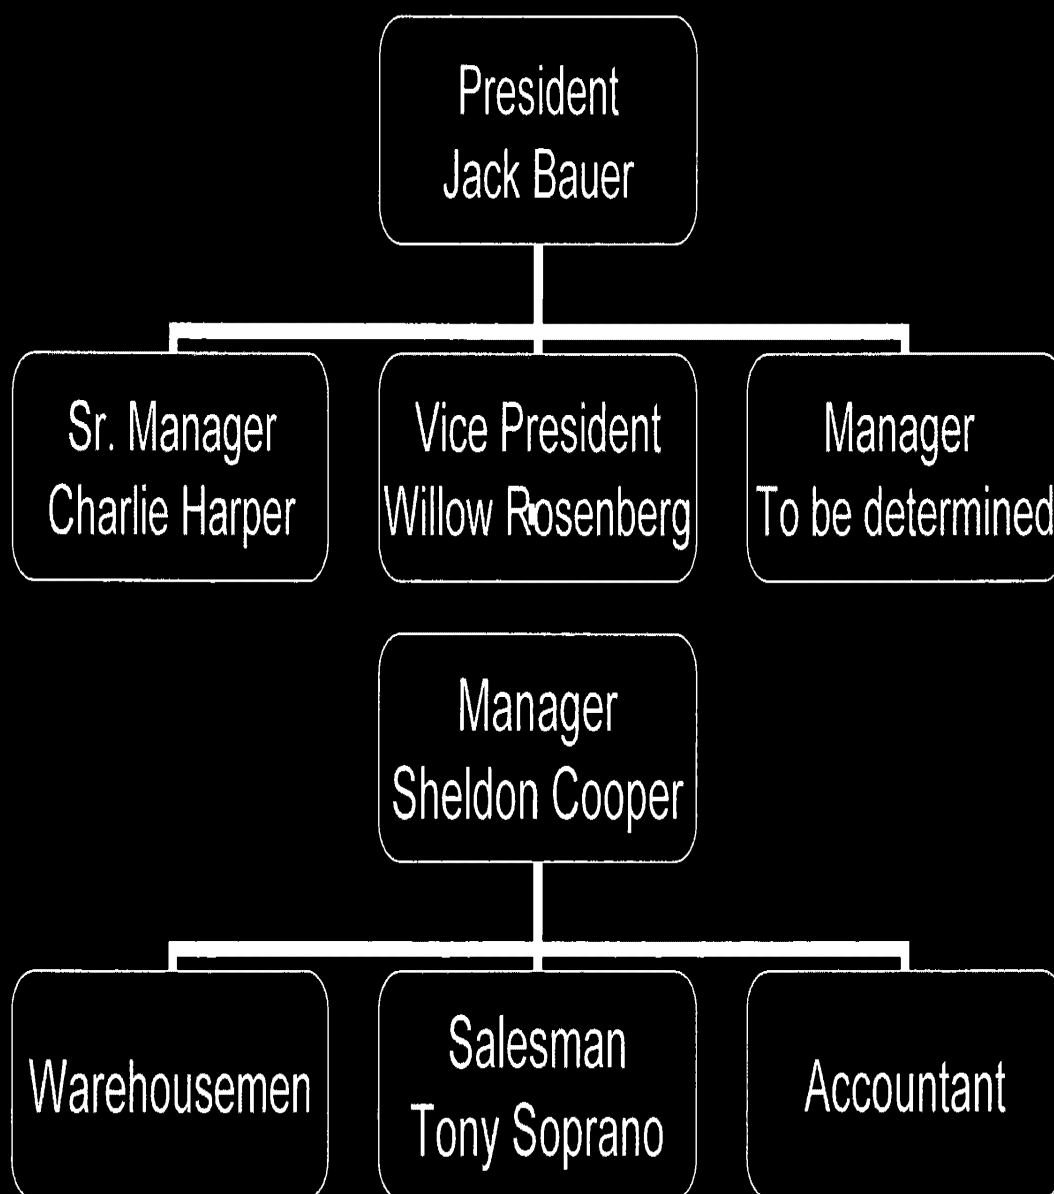 President
Jack Bauer
Sr. Manager
Charlie Harper
Vice President
Willow Rosenberg
Manager
To be determined
Manager
Sheldon Cooper
Warehousemen
Salesman
Tony Soprano
Accountant